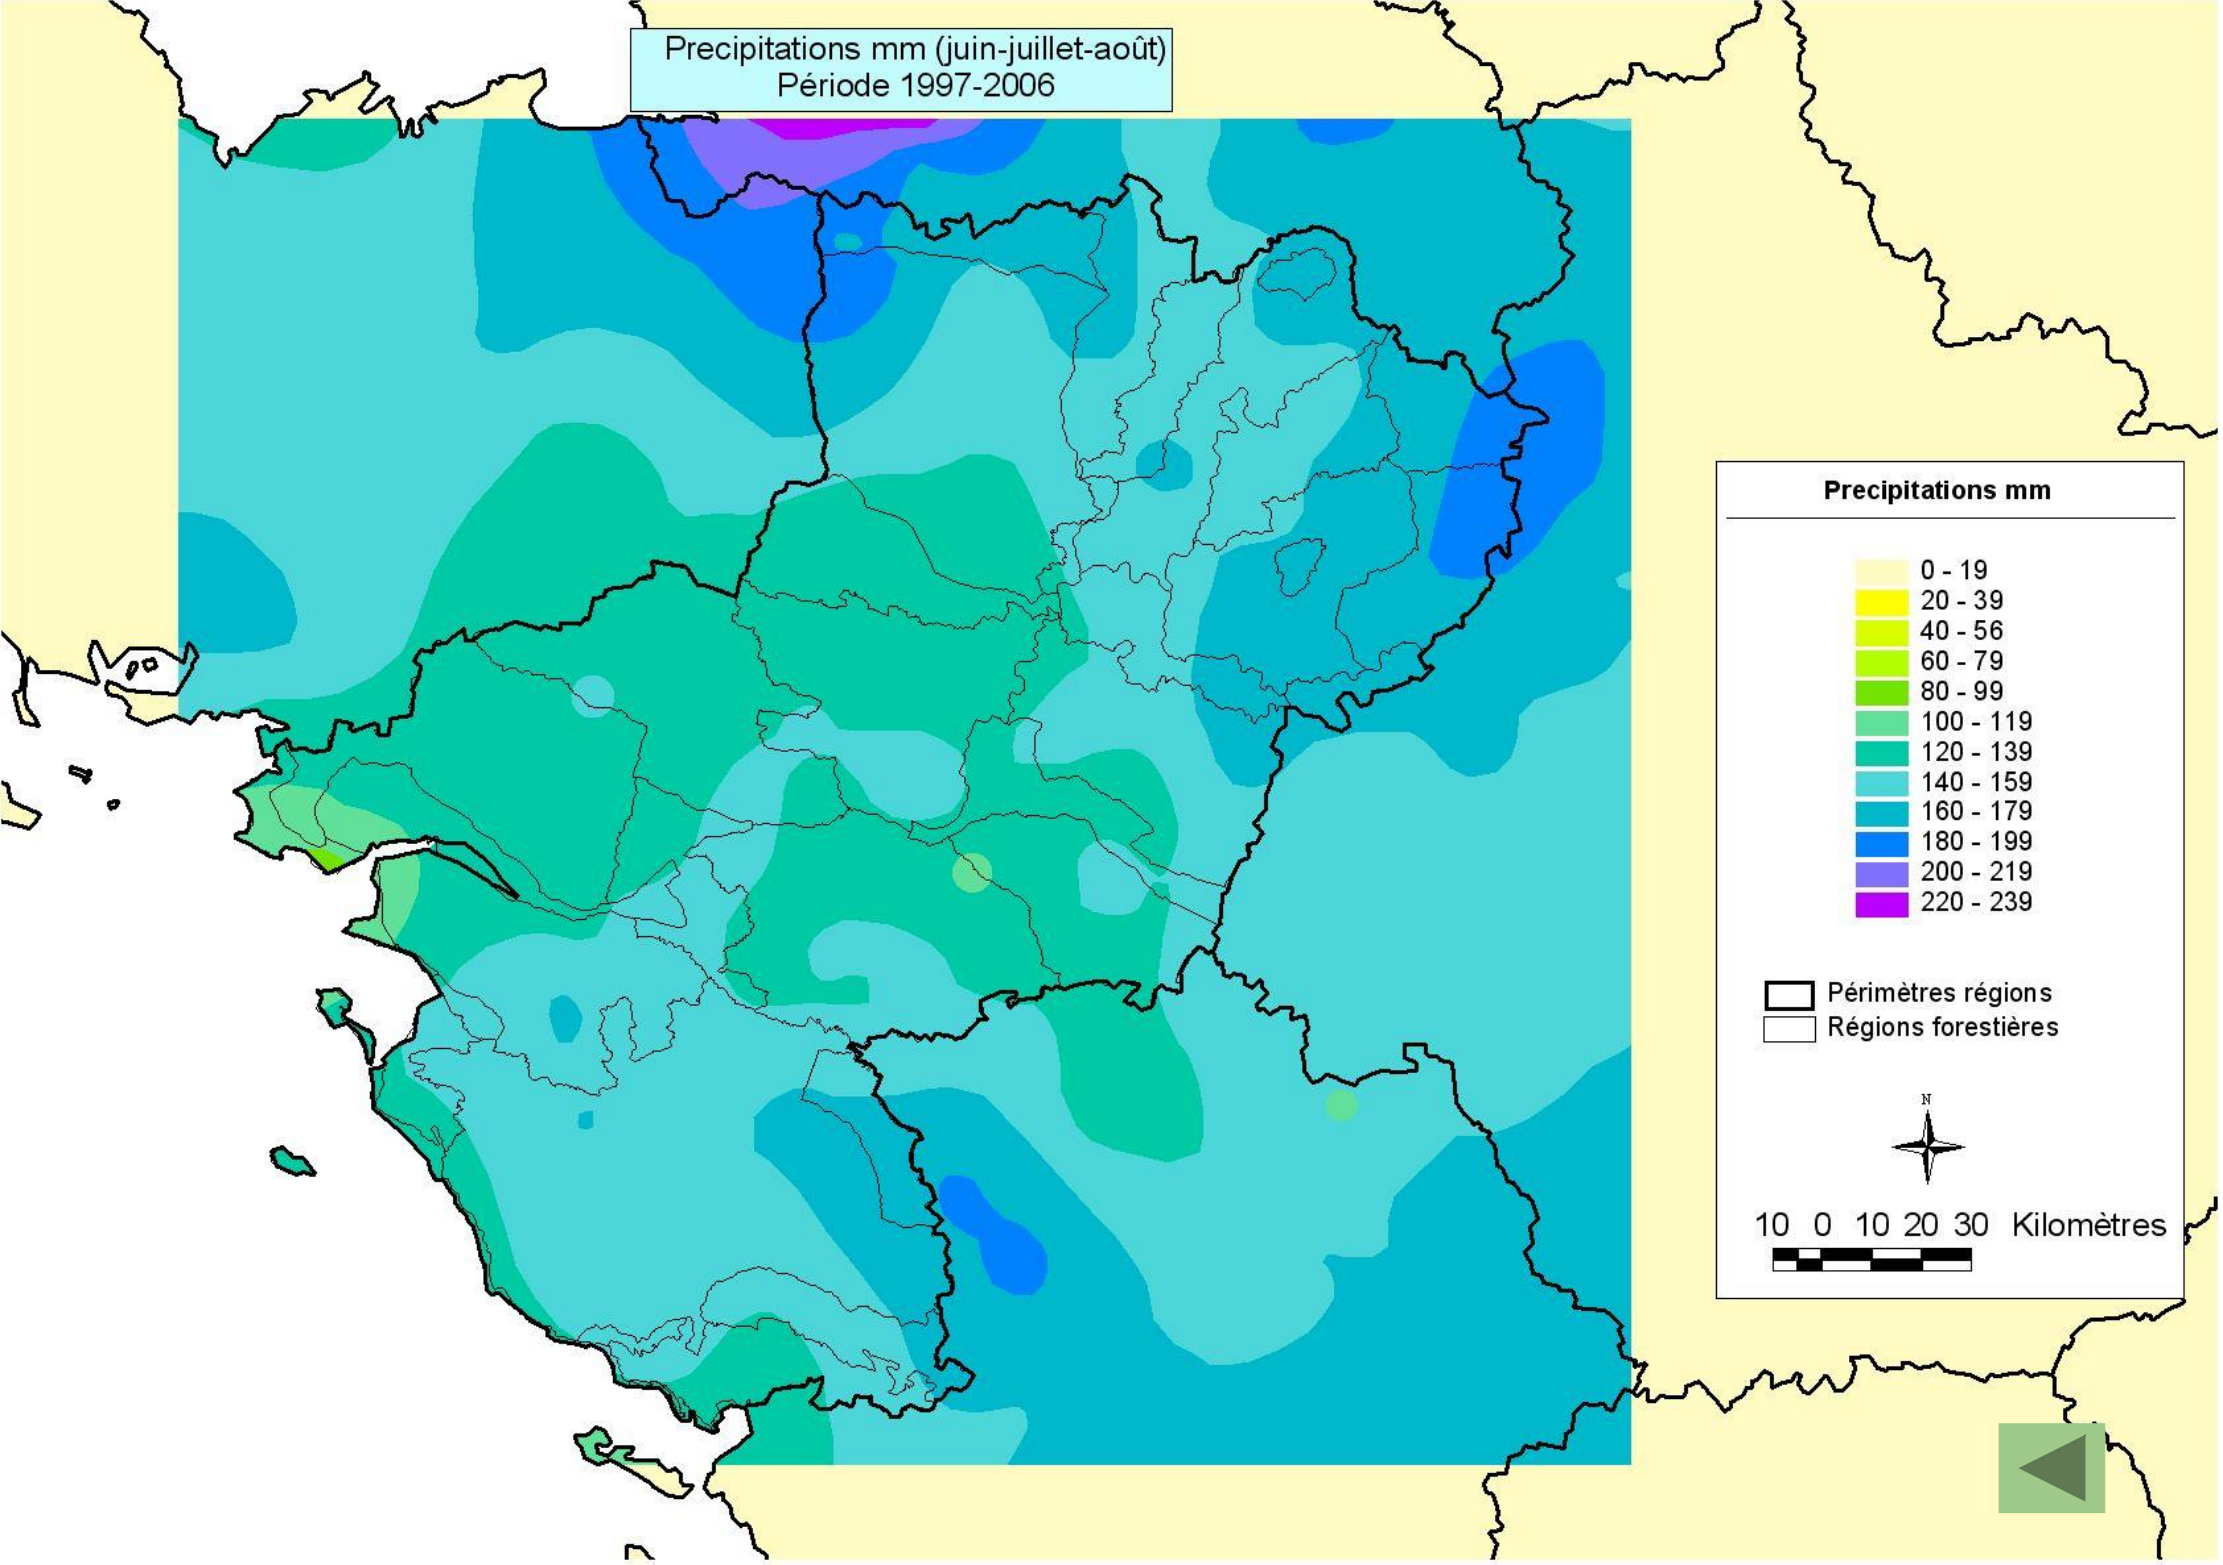 Precipitations mm (juin-juillet-août)
Période 1997-2006
Precipitations mm
0 - 19
20 - 39
40 - 56
60 - 79
80 - 99
100 - 119
120 - 139
140 - 159
160 - 179
180 - 199
200 - 219
220 - 239
Périmètres régions
Régions forestières
N
10 0 10 20 30 Kilomètres